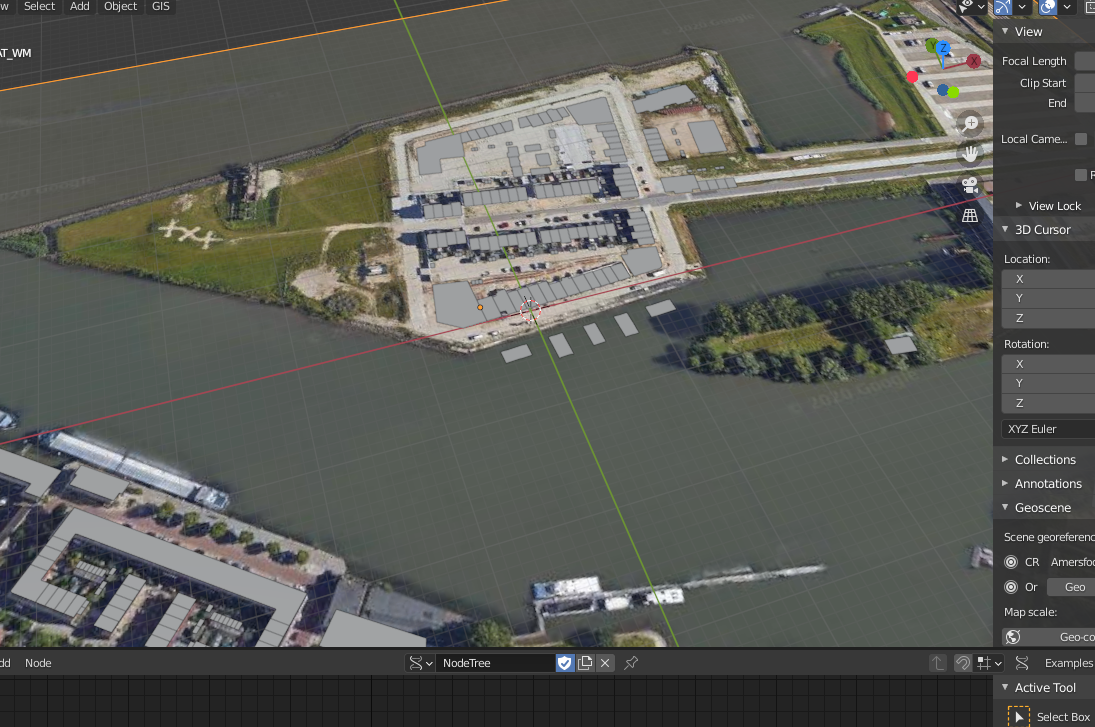 w Select Add Object GIS
AT_WM
View
Focal Length
Clip Start
End
Local Came...
R
View Lock
3D Cursor
Location:
X
Y
Z
Rotation:
X
Y
Z
XYZ Euler
Collections
Annotations
Geoscene
Scene georeferenc
CR Amersfo
Or Geo
Map scale:
Geo-co
Z
Y
X
© 2020 Google
dd Node
NodeTree
Examples
Active Tool
Select Box